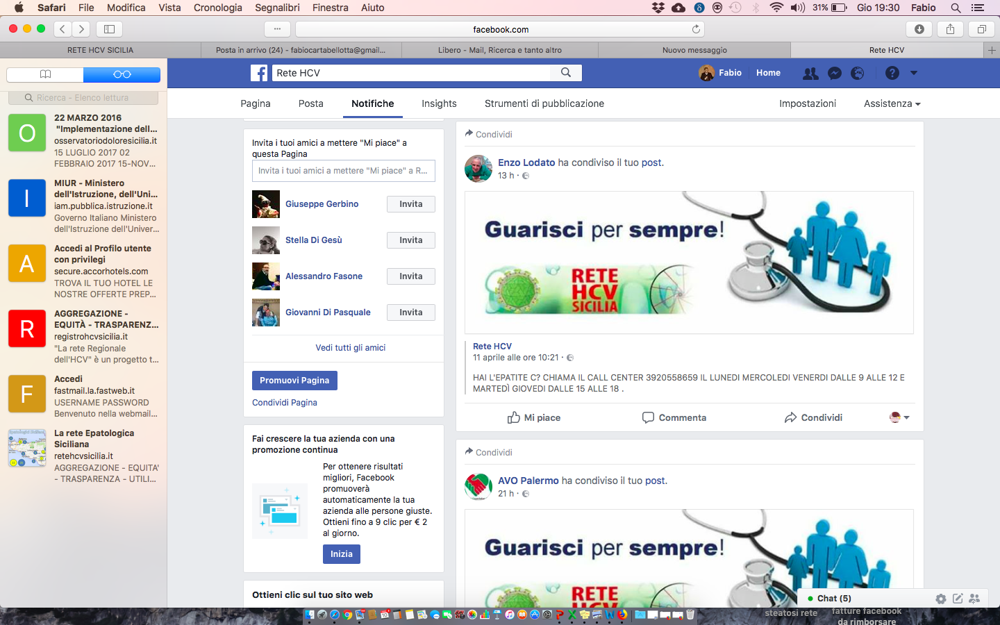 Safari File Modifica Vista Cronologia Segnalibri Finestra Aiuto
31% Gio 19:30 Fabio
facebook.com
RETE HCV SICILIA
Posta in arrivo (24) - fabiocartabellotta@gmail...
Libero - Mail, Ricerca e tanto altro
Nuovo messaggio
Rete HCV
Ricerca - Elenco lettura
O
22 MARZO 2016
"Implementazione dell...
osservatoriodoloresicilia.it
15 LUGLIO 2017 02
FEBBRAIO 2017 15-NOV...
I
MIUR - Ministero
dell'Istruzione, dell'Uni...
iam.pubblica.istruzione.it
Governo Italiano Ministero
dell'Istruzione dell'Univer...
A
Accedi al Profilo utente
con privilegi
secure.accorhotels.com
TROVA IL TUO HOTEL LE
NOSTRE OFFERTE PREP...
R
AGGREGAZIONE -
EQUITÀ - TRASPARENZ...
registrohcvsicilia.it
"La rete Regionale
dell'HCV" è un progetto t...
F
Accedi
fastmail.la.fastweb.it
USERNAME PASSWORD
Benvenuto nella webmail...
La rete Epatologica
Siciliana
retehcvsicilia.it
AGGREGAZIONE - EQUITA'
- TRASPARENZA - UTILI...
Rete HCV
Fabio Home
Pagina Posta Notifiche Insights Strumenti di pubblicazione
Impostazioni Assistenza
Invita i tuoi amici a mettere "Mi piace" a
questa Pagina
Invita i tuoi amici a mettere "Mi piace" a R...
Giuseppe Gerbino Invita
Stella Di Gesù Invita
Alessandro Fasone Invita
Giovanni Di Pasquale Invita
Vedi tutti gli amici
Promuovi Pagina
Condividi Pagina
Fai crescere la tua azienda con una
promozione continua
Per ottenere risultati
migliori, Facebook
promuoverà
automaticamente la tua
azienda alle persone giuste.
Ottieni fino a 9 clic per € 2
al giorno.
Inizia
Ottieni clic sul tuo sito web
Condividi
Enzo Lodato ha condiviso il tuo post.
13 h ·
Guarisci per sempre!
RETE
HCV
SICILIA
Rete HCV
11 aprile alle ore 10:21 ·
HAI L'EPATITE C? CHIAMA IL CALL CENTER 3920558659 IL LUNEDI MERCOLEDI VENERDI DALLE 9 ALLE 12 E
MARTEDÌ GIOVEDI DALLE 15 ALLE 18 .
Mi piace Commenta Condividi
Condividi
AVO Palermo ha condiviso il tuo post.
21 h ·
Guarisci per sempre!
RETE
HCV
Chat (5)
steatosi rete
fatture facebook
da rimborsare